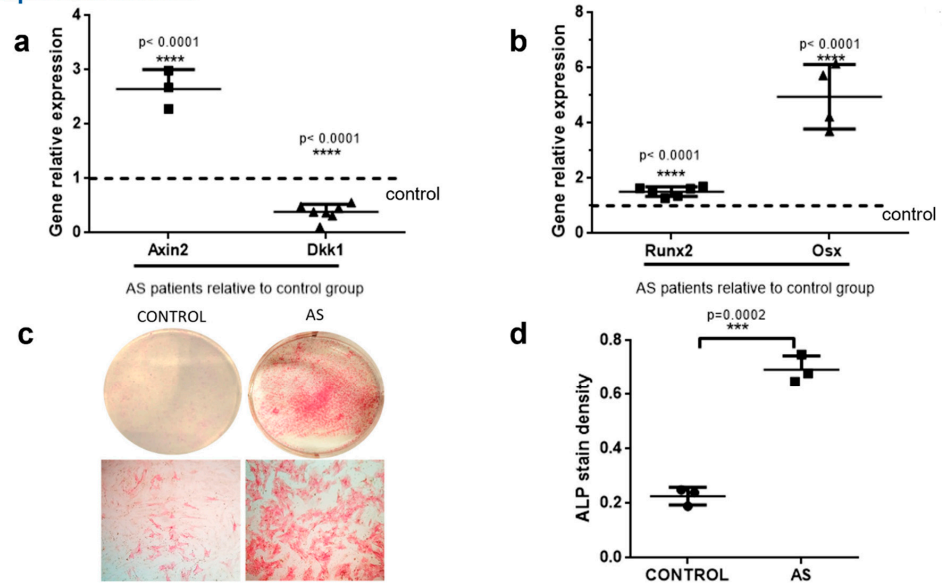 a
Gene relative expression
4
3
2
1
0
p< 0.0001
****
p< 0.0001
****
control
Axin2
Dkk1
AS patients relative to control group
b
Gene relative expression
8
6
4
2
0
p< 0.0001
****
p< 0.0001
****
control
Runx2
Osx
AS patients relative to control group
c
CONTROL
AS
d
p=0.0002
***
ALP stain density
0.8
0.6
0.4
0.2
0.0
CONTROL
AS